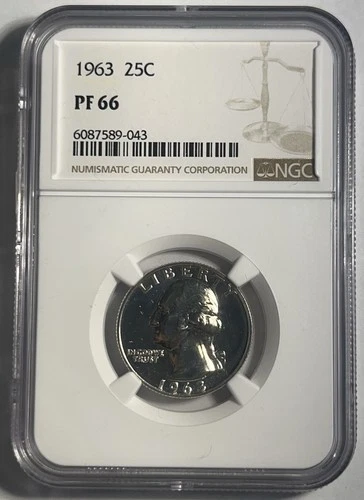 1963 25C
PF 66
6087589-043
NUMISMATIC GUARANTY CORPORATION
NGC
LIBERTY
IN GOD WE
TRUST
1963